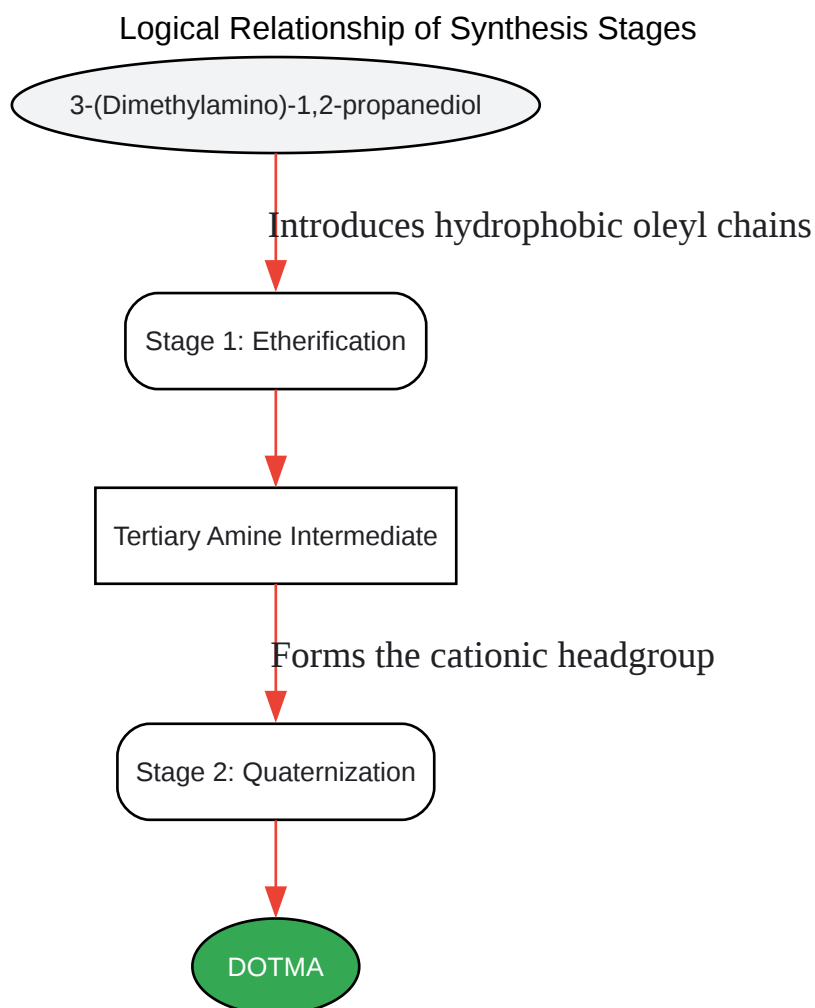 Logical Relationship of Synthesis Stages
3-(Dimethylamino)-1,2-propanediol
Introduces hydrophobic oleyl chains
Stage 1: Etherification
Tertiary Amine Intermediate
Forms the cationic headgroup
Stage 2: Quaternization
DOTMA